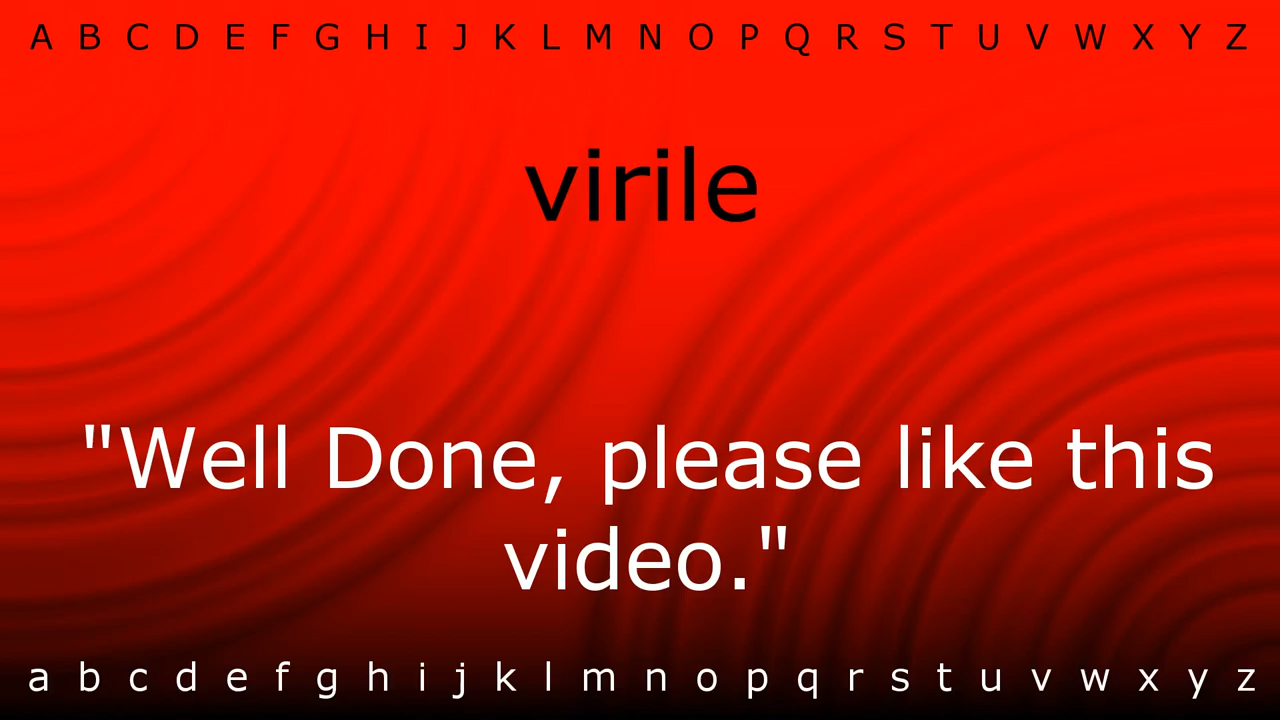 A B C D E F G H I J K L M N O P Q R S T U V W X Y Z
virile
"Well Done, please like this
video."
a b c d e f g h i j k l m n o p q r s t u v w x y z